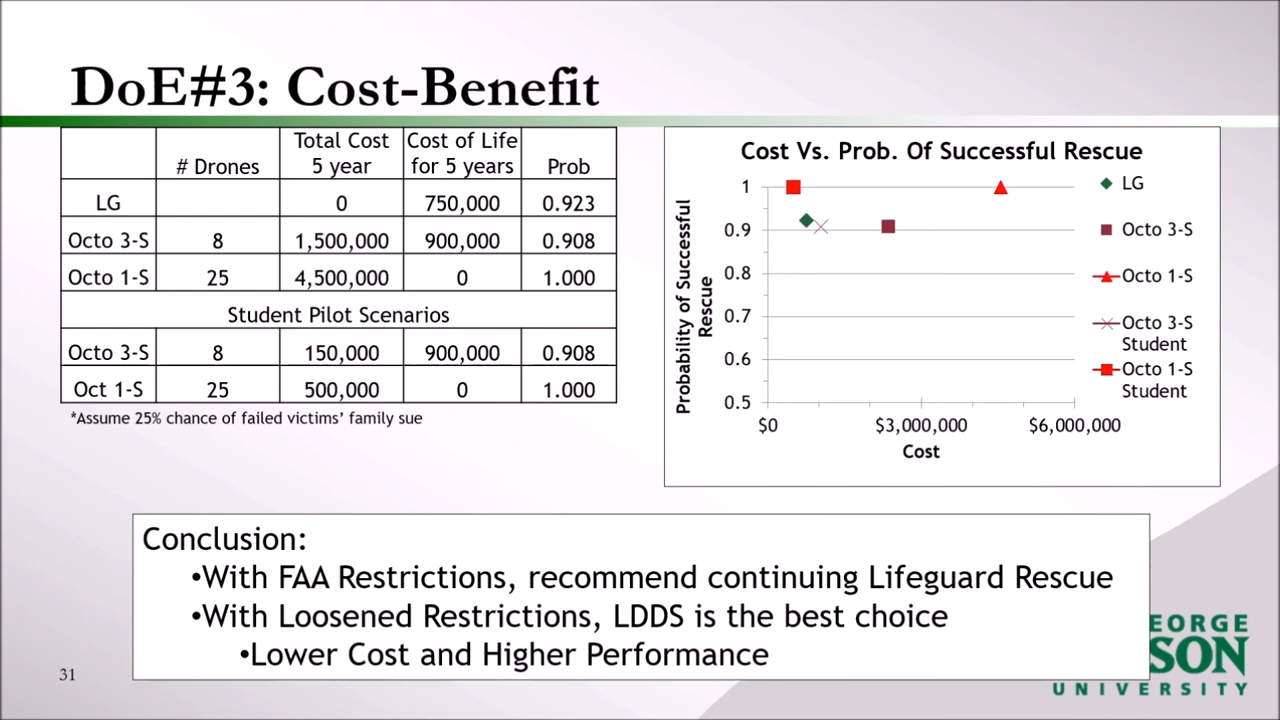 DoE#3: Cost-Benefit
# Drones Total Cost 5 year Cost of Life for 5 years Prob
LG 0 750,000 0.923
Octo 3-S 8 1,500,000 900,000 0.908
Octo 1-S 25 4,500,000 0 1.000
Student Pilot Scenarios
Octo 3-S 8 150,000 900,000 0.908
Oct 1-S 25 500,000 0 1.000
*Assume 25% chance of failed victims’ family sue
Cost Vs. Prob. Of Successful Rescue
Probability of Successful
Rescue
1
0.9
0.8
0.7
0.6
0.5
$0 $3,000,000 $6,000,000
Cost
LG
Octo 3-S
Octo 1-S
Octo 3-S
Student
Octo 1-S
Student
Conclusion:
•With FAA Restrictions, recommend continuing Lifeguard Rescue
•With Loosened Restrictions, LDDS is the best choice
•Lower Cost and Higher Performance
31
EORGE
SON
UNIVERSITY